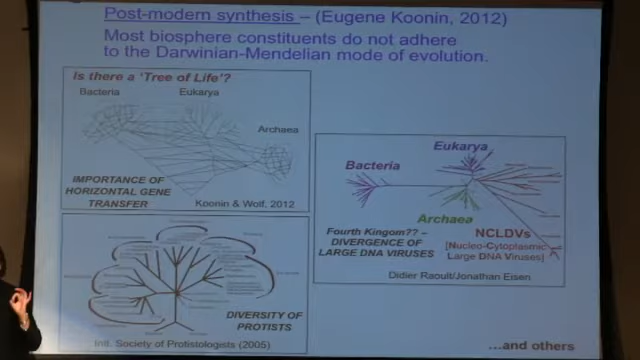 Post-modern synthesis – (Eugene Koonin, 2012)
Most biosphere constituents do not adhere
to the Darwinian-Mendelian mode of evolution.
Is there a 'Tree of Life'?
Bacteria
Eukarya
Archaea
IMPORTANCE OF
HORIZONTAL GENE
TRANSFER
Koonin & Wolf, 2012
Eukarya
Bacteria
Archaea
Fourth Kingom?? –
DIVERGENCE OF
LARGE DNA VIRUSES
NCLDVs
[Nucleo-Cytoplasmic
Large DNA Viruses]
Didier Raoult/Jonathan Eisen
DIVERSITY OF
PROTISTS
Intl. Society of Protistologists (2005)
...and others